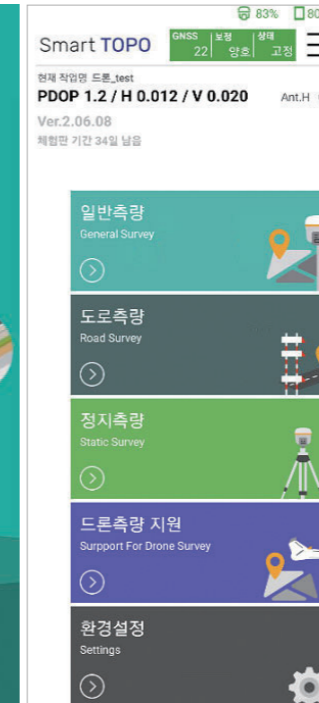 83% 80
Smart TOPO
GNSS 보정 상태
22 양호 고정
현재 작업명 드론_test
PDOP 1.2 / H 0.012 / V 0.020 Ant.H
Ver.2.06.08
체험판 기간 34일 남음
일반측량
General Survey
도로측량
Road Survey
정지측량
Static Survey
드론측량 지원
Surpport For Drone Survey
환경설정
Settings